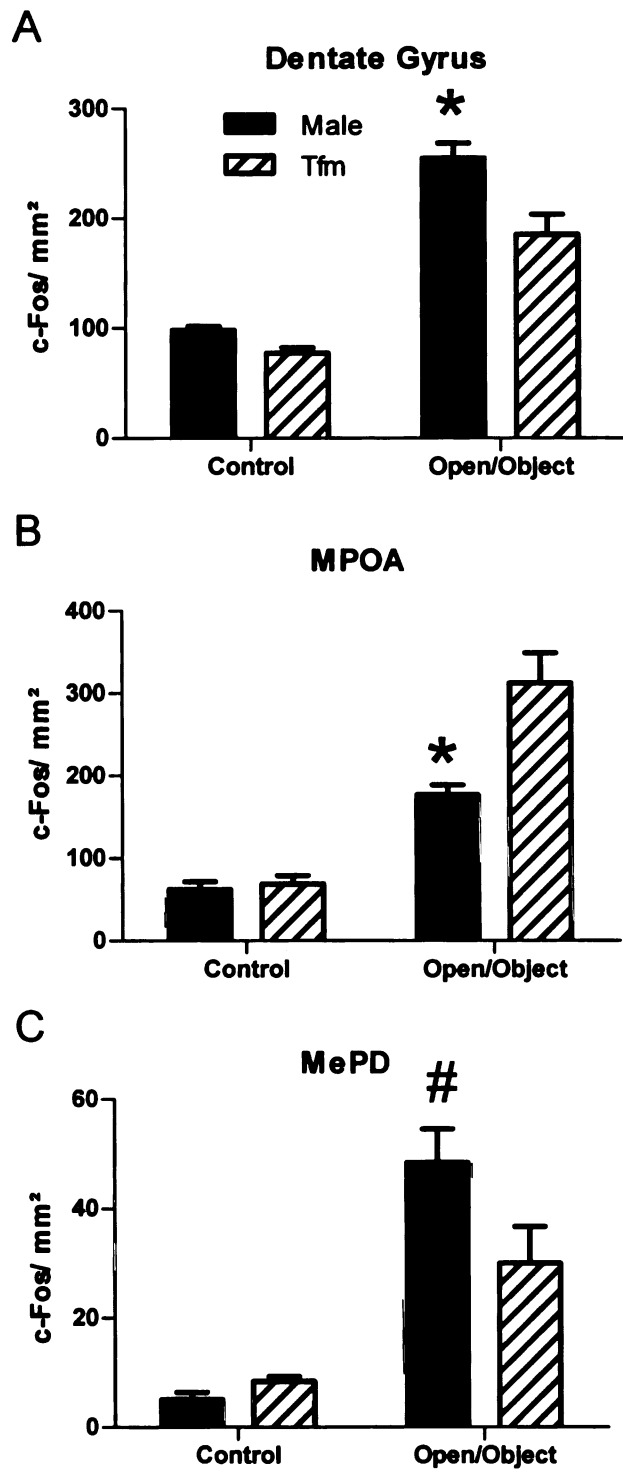 A
Dentate Gyrus
300
200
100
0
c-Fos/ mm²
*
Male
Tfm
Control
Open/Object
B
MPOA
400
300
200
100
0
c-Fos/ mm²
*
Control
Open/Object
C
MePD
60
40
20
0
c-Fos/ mm²
#
Control
Open/Object